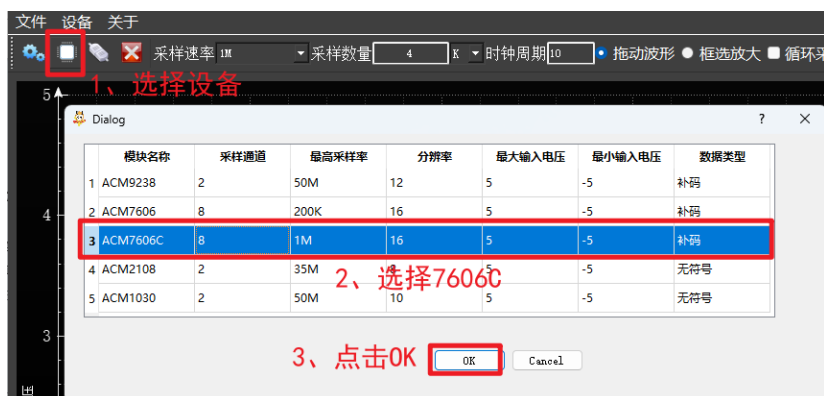 文件 设备 关于
采样速率 1M 采样数量 4 K 时钟周期 10 拖动波形 框选放大 循环采
1、选择设备
5
Dialog ? ×
模块名称 采样通道 最高采样率 分辨率 最大输入电压 最小输入电压 数据类型
1 ACM9238 2 50M 12 5 -5 补码
4
2 ACM7606 8 200K 16 5 -5 补码
3 ACM7606C 8 1M 16 5 -5 补码
4 ACM2108 2 35M 5 -5 无符号
2、选择7606C
5 ACM1030 2 50M 10 5 -5 无符号
3
3、点击OK
OK Cancel